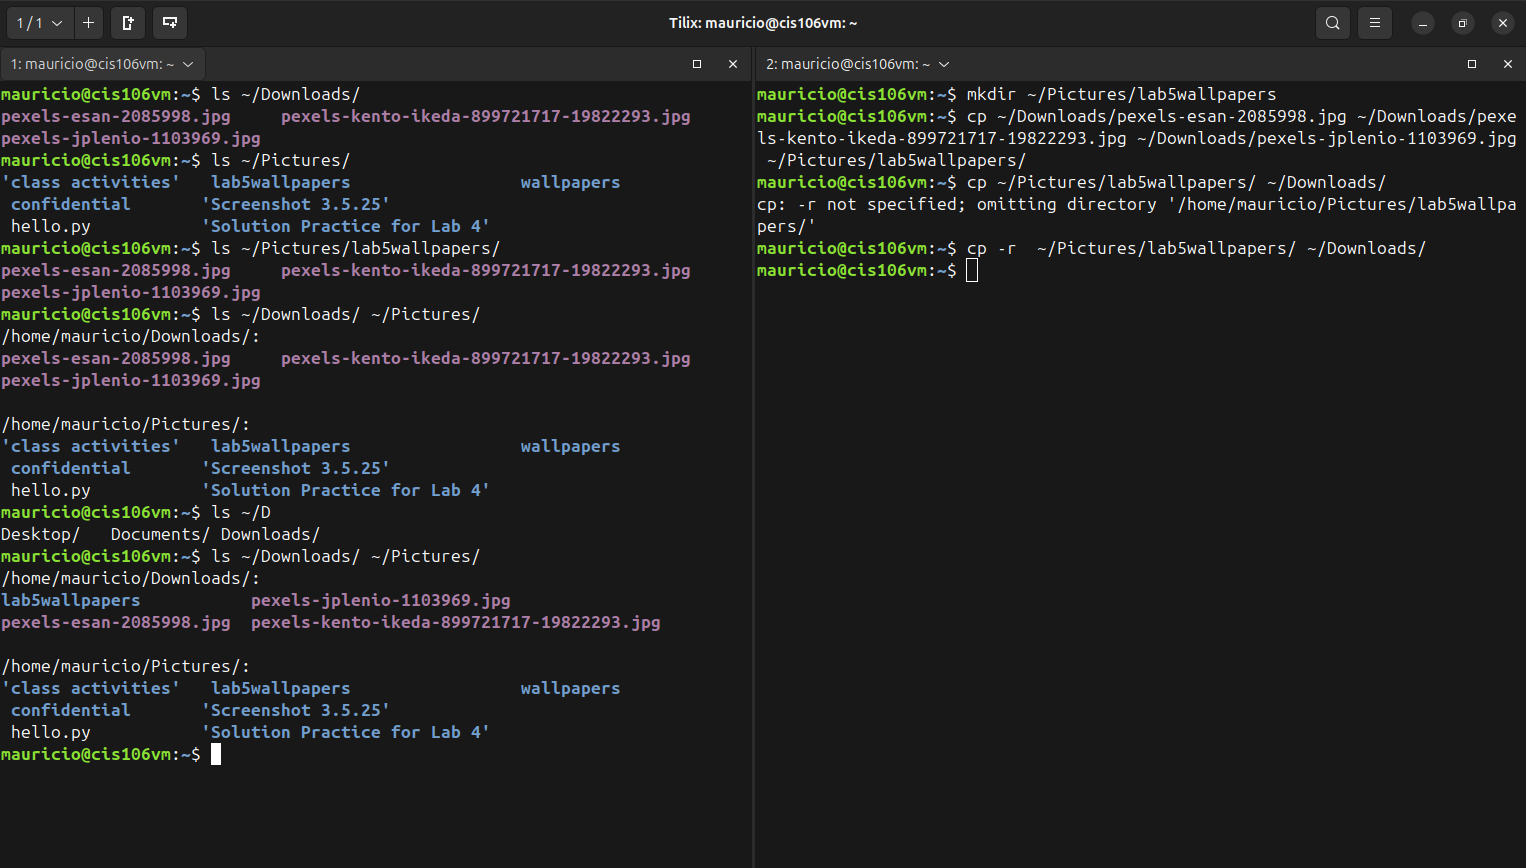 1 / 1
Tilix: mauricio@cis106vm: ~
1: mauricio@cis106vm: ~
mauricio@cis106vm:~$ ls ~/Downloads/
pexels-esan-2085998.jpg     pexels-kento-ikeda-899721717-19822293.jpg
pexels-jplenio-1103969.jpg
mauricio@cis106vm:~$ ls ~/Pictures/
'class activities'   lab5wallpapers                 wallpapers
 confidential       'Screenshot 3.5.25'
 hello.py           'Solution Practice for Lab 4'
mauricio@cis106vm:~$ ls ~/Pictures/lab5wallpapers/
pexels-esan-2085998.jpg     pexels-kento-ikeda-899721717-19822293.jpg
pexels-jplenio-1103969.jpg
mauricio@cis106vm:~$ ls ~/Downloads/ ~/Pictures/
/home/mauricio/Downloads/:
pexels-esan-2085998.jpg     pexels-kento-ikeda-899721717-19822293.jpg
pexels-jplenio-1103969.jpg

/home/mauricio/Pictures/:
'class activities'   lab5wallpapers                 wallpapers
 confidential       'Screenshot 3.5.25'
 hello.py           'Solution Practice for Lab 4'
mauricio@cis106vm:~$ ls ~/D
Desktop/   Documents/ Downloads/
mauricio@cis106vm:~$ ls ~/Downloads/ ~/Pictures/
/home/mauricio/Downloads/:
lab5wallpapers           pexels-jplenio-1103969.jpg
pexels-esan-2085998.jpg  pexels-kento-ikeda-899721717-19822293.jpg

/home/mauricio/Pictures/:
'class activities'   lab5wallpapers                 wallpapers
 confidential       'Screenshot 3.5.25'
 hello.py           'Solution Practice for Lab 4'
mauricio@cis106vm:~$
2: mauricio@cis106vm: ~
mauricio@cis106vm:~$ mkdir ~/Pictures/lab5wallpapers
mauricio@cis106vm:~$ cp ~/Downloads/pexels-esan-2085998.jpg ~/Downloads/pexe
ls-kento-ikeda-899721717-19822293.jpg ~/Downloads/pexels-jplenio-1103969.jpg
 ~/Pictures/lab5wallpapers/
mauricio@cis106vm:~$ cp ~/Pictures/lab5wallpapers/ ~/Downloads/
cp: -r not specified; omitting directory '/home/mauricio/Pictures/lab5wallpa
pers/'
mauricio@cis106vm:~$ cp -r  ~/Pictures/lab5wallpapers/ ~/Downloads/
mauricio@cis106vm:~$